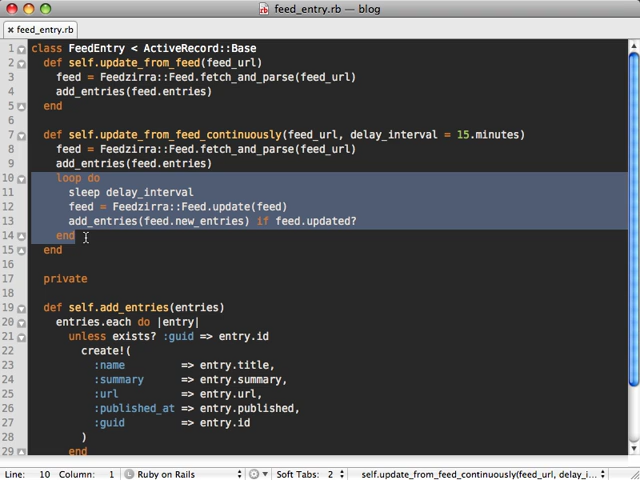 feed_entry.rb — blog
feed_entry.rb
1 class FeedEntry < ActiveRecord::Base
2 def self.update_from_feed(feed_url)
3 feed = Feedzirra::Feed.fetch_and_parse(feed_url)
4 add_entries(feed.entries)
5 end
6
7 def self.update_from_feed_continuously(feed_url, delay_interval = 15.minutes)
8 feed = Feedzirra::Feed.fetch_and_parse(feed_url)
9 add_entries(feed.entries)
10 loop do
11 sleep delay_interval
12 feed = Feedzirra::Feed.update(feed)
13 add_entries(feed.new_entries) if feed.updated?
14 end
15 end
16
17 private
18
19 def self.add_entries(entries)
20 entries.each do |entry|
21 unless exists? :guid => entry.id
22 create!(
23 :name => entry.title,
24 :summary => entry.summary,
25 :url => entry.url,
26 :published_at => entry.published,
27 :guid => entry.id
28 )
29 end
Line: 10 Column: 1 Ruby on Rails Soft Tabs: 2 self.update_from_feed_continuously(feed_url, delay_i...